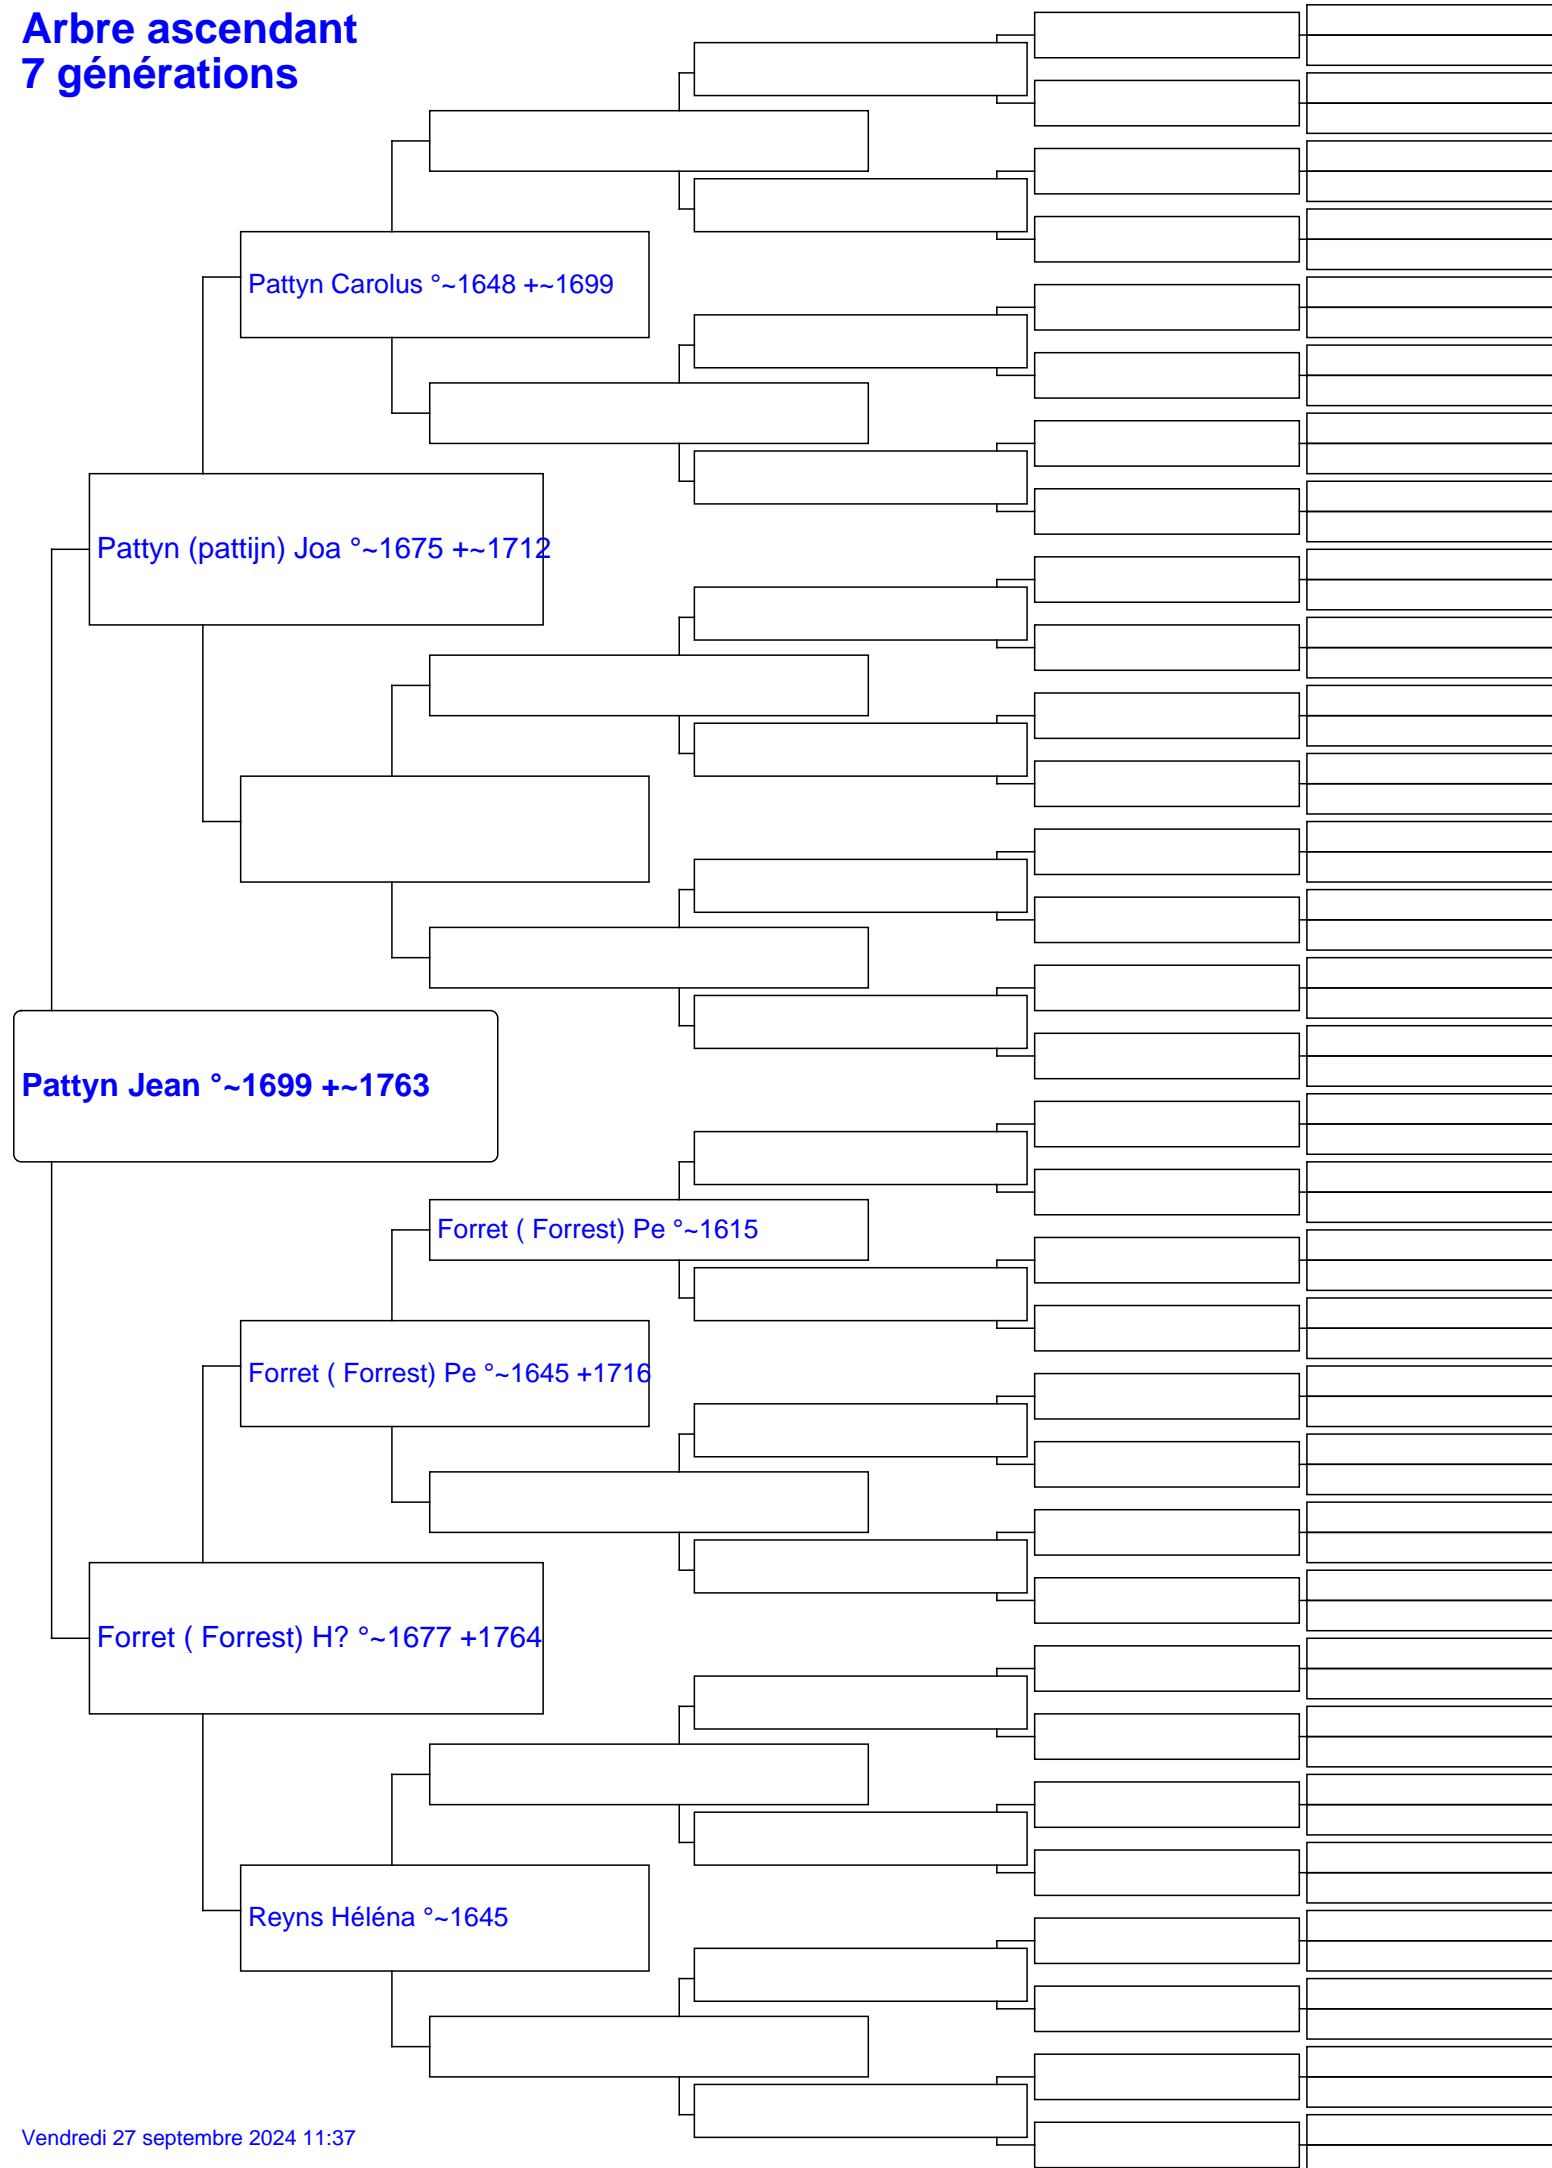 Arbre ascendant
7 générations
Pattyn Carolus °~1648 +~1699
Pattyn (pattijn) Joa °~1675 +~1712
Pattyn Jean °~1699 +~1763
Forret ( Forrest) Pe °~1615
Forret ( Forrest) Pe °~1645 +1716
Forret ( Forrest) H? °~1677 +1764
Reyns Héléna °~1645
Vendredi 27 septembre 2024 11:37